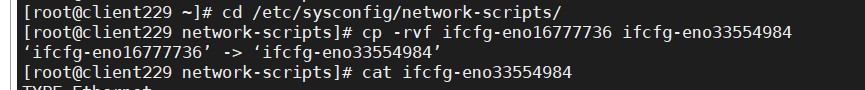 [root@client229 ~]# cd /etc/sysconfig/network-scripts/
[root@client229 network-scripts]# cp -rvf ifcfg-eno16777736 ifcfg-eno33554984
‘ifcfg-eno16777736’ -> ‘ifcfg-eno33554984’
[root@client229 network-scripts]# cat ifcfg-eno33554984